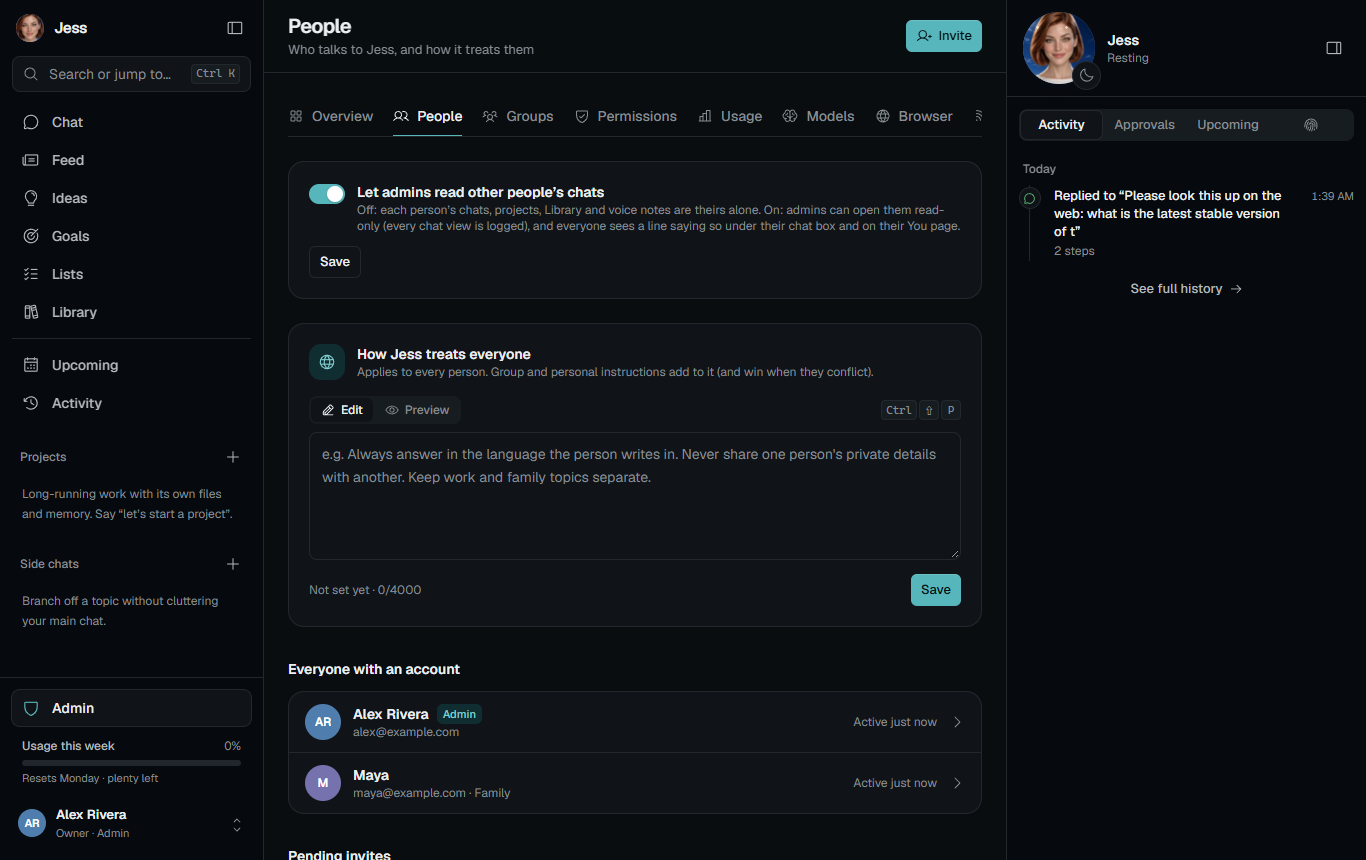 Jess
Search or jump to...
Ctrl K
Chat
Feed
Ideas
Goals
Lists
Library
Upcoming
Activity
Projects
Long-running work with its own files
and memory. Say “let's start a project”.
Side chats
Branch off a topic without cluttering
your main chat.
Admin
Usage this week 0%
Resets Monday · plenty left
AR
Alex Rivera
Owner · Admin
People
Who talks to Jess, and how it treats them
Invite
Overview People Groups Permissions Usage Models Browser
Let admins read other people's chats
Off: each person's chats, projects, Library and voice notes are theirs alone. On: admins can open them read-
only (every chat view is logged), and everyone sees a line saying so under their chat box and on their You page.
Save
How Jess treats everyone
Applies to every person. Group and personal instructions add to it (and win when they conflict).
Edit Preview
Ctrl ⇧ P
e.g. Always answer in the language the person writes in. Never share one person's private details
with another. Keep work and family topics separate.
Not set yet · 0/4000
Save
Everyone with an account
AR
Alex Rivera Admin
alex@example.com
Active just now
M
Maya
maya@example.com · Family
Active just now
Pending invites
Jess
Resting
Activity Approvals Upcoming
Today
Replied to “Please look this up on the
web: what is the latest stable version
of t”
1:39 AM
2 steps
See full history →